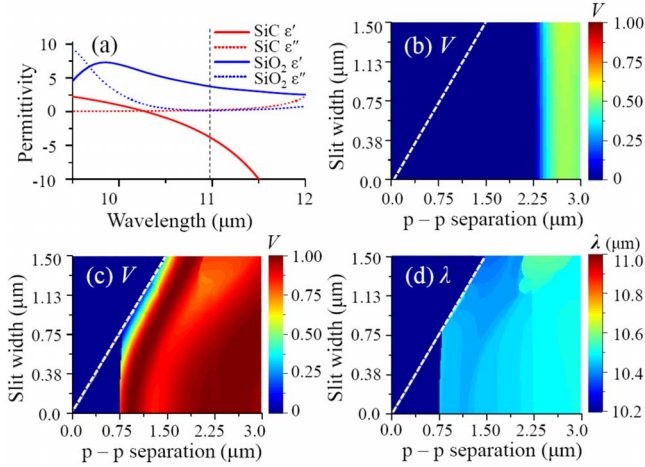 (a)
SiC ε′
SiC ε″
SiO₂ ε′
SiO₂ ε″
10
5
0
-5
-10
Permittivity
10
11
12
Wavelength (μm)
(b) V
V
1.00
0.75
0.50
0.25
0
1.50
1.13
0.75
0.38
0.0
Slit width (μm)
0.0 0.75 1.50 2.25 3.0
p – p separation (μm)
(c) V
V
1.00
0.75
0.50
0.25
0
1.50
1.13
0.75
0.38
0.0
Slit width (μm)
0.0 0.75 1.50 2.25 3.0
p – p separation (μm)
(d) λ
λ (μm)
11.0
10.8
10.6
10.4
10.2
1.50
1.13
0.75
0.38
0.0
Slit width (μm)
0.0 0.75 1.50 2.25 3.0
p – p separation (μm)